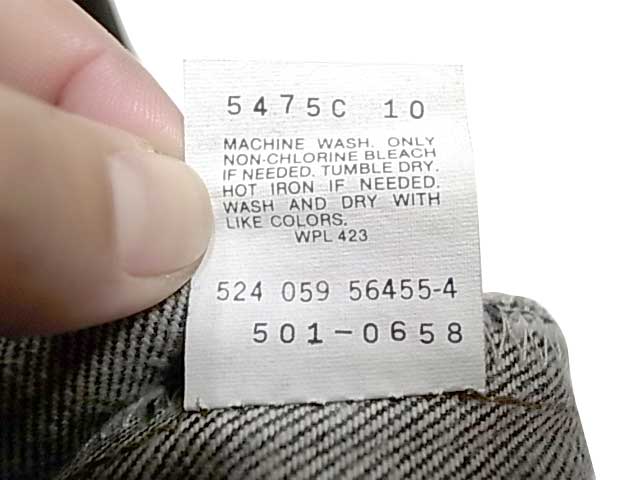 5475C 10
MACHINE WASH. ONLY
NON-CHLORINE BLEACH
IF NEEDED. TUMBLE DRY.
HOT IRON IF NEEDED.
WASH AND DRY WITH
LIKE COLORS.
WPL 423
524 059 56455-4
501-0658